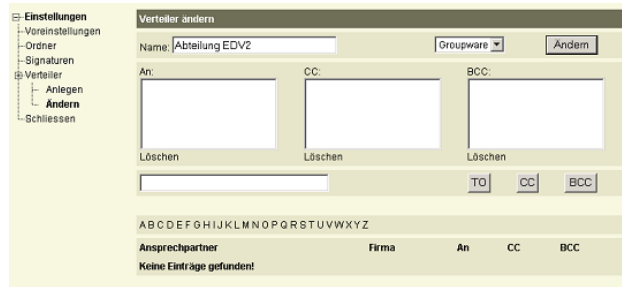 Einstellungen
Voreinstellungen
Ordner
Signaturen
Verteiler
Anlegen
Ändern
Schliessen
Verteiler ändern
Name: Abteilung EDV2 Groupware Ändern
An: CC: BCC:
Löschen Löschen Löschen
TO CC BCC
A B C D E F G H I J K L M N O P Q R S T U V W X Y Z
Ansprechpartner Firma An CC BCC
Keine Einträge gefunden!